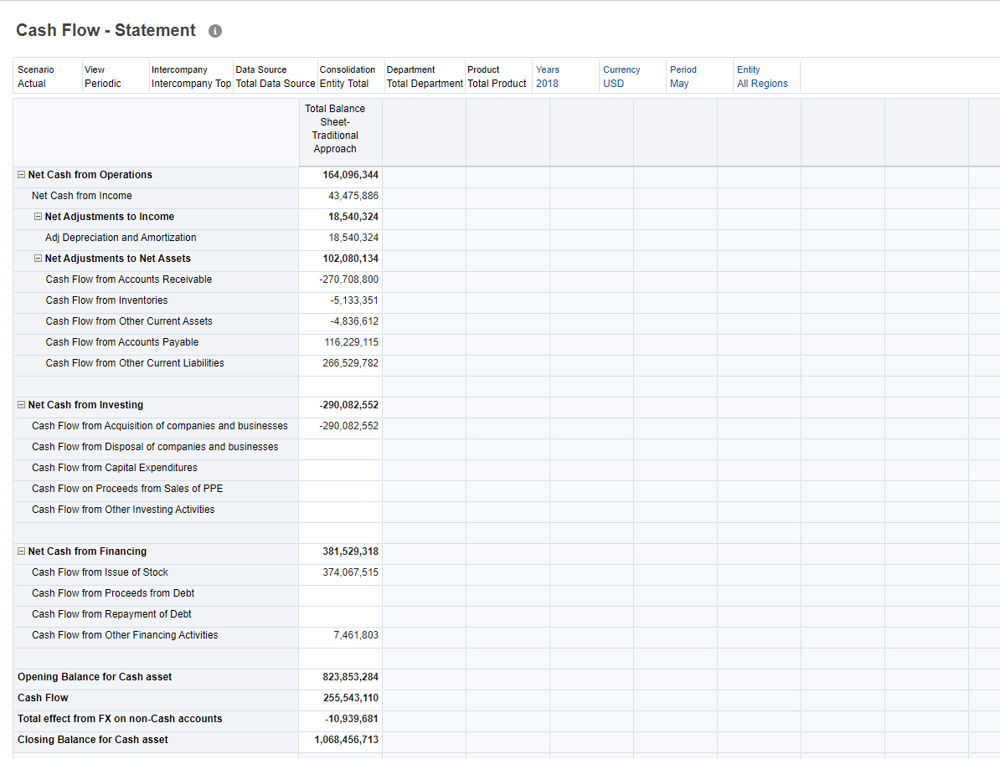 Cash Flow - Statement
Scenario View Intercompany Data Source Consolidation Department Product Years Currency Period Entity
Actual Periodic Intercompany Top Total Data Source Entity Total Total Department Total Product 2018 USD May All Regions
Total Balance
Sheet-
Traditional
Approach
Net Cash from Operations 164,096,344
Net Cash from Income 43,475,886
Net Adjustments to Income 18,540,324
Adj Depreciation and Amortization 18,540,324
Net Adjustments to Net Assets 102,080,134
Cash Flow from Accounts Receivable -270,708,800
Cash Flow from Inventories -5,133,351
Cash Flow from Other Current Assets -4,836,612
Cash Flow from Accounts Payable 116,229,115
Cash Flow from Other Current Liabilities 266,529,782
Net Cash from Investing -290,082,552
Cash Flow from Acquisition of companies and businesses -290,082,552
Cash Flow from Disposal of companies and businesses
Cash Flow from Capital Expenditures
Cash Flow on Proceeds from Sales of PPE
Cash Flow from Other Investing Activities
Net Cash from Financing 381,529,318
Cash Flow from Issue of Stock 374,067,515
Cash Flow from Proceeds from Debt
Cash Flow from Repayment of Debt
Cash Flow from Other Financing Activities 7,461,803
Opening Balance for Cash asset 823,853,284
Cash Flow 255,543,110
Total effect from FX on non-Cash accounts -10,939,681
Closing Balance for Cash asset 1,068,456,713